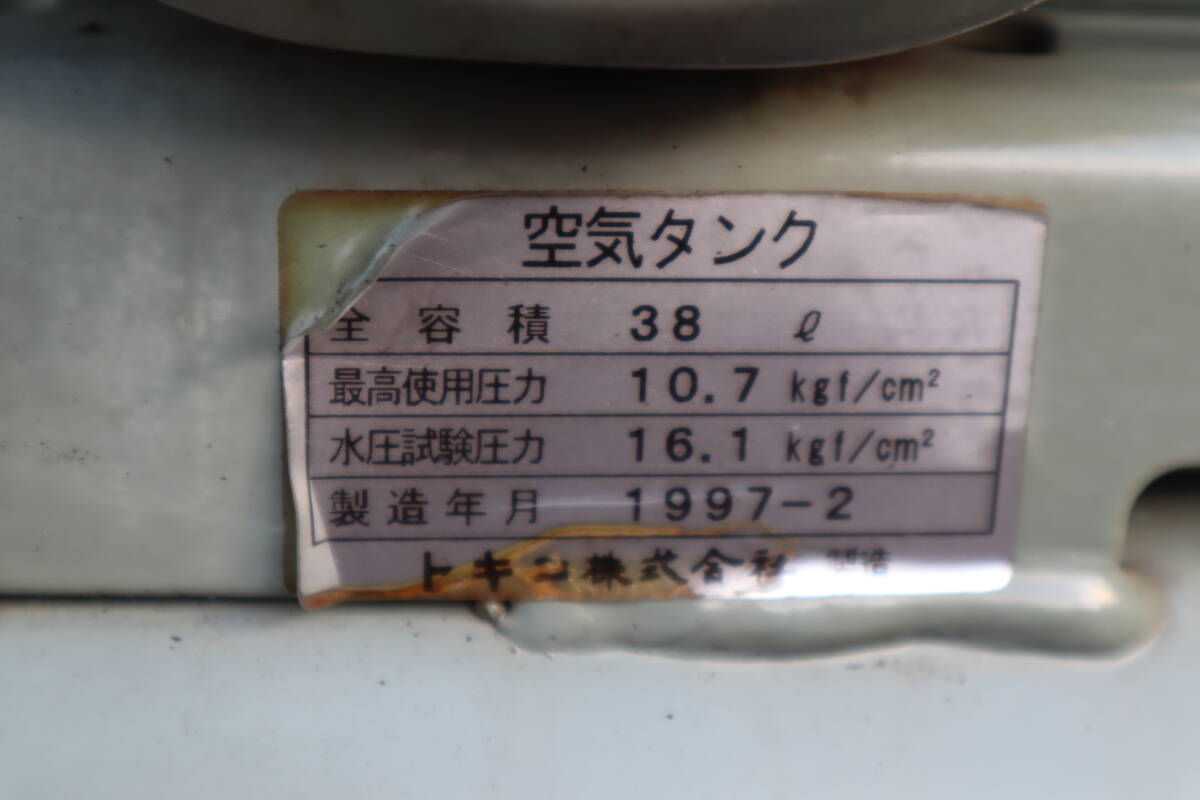 空気タンク
全容積 38 ℓ
最高使用圧力 10.7 kgf/cm²
水圧試験圧力 16.1 kgf/cm²
製造年月 1997-2
トキコ株式会社 製造